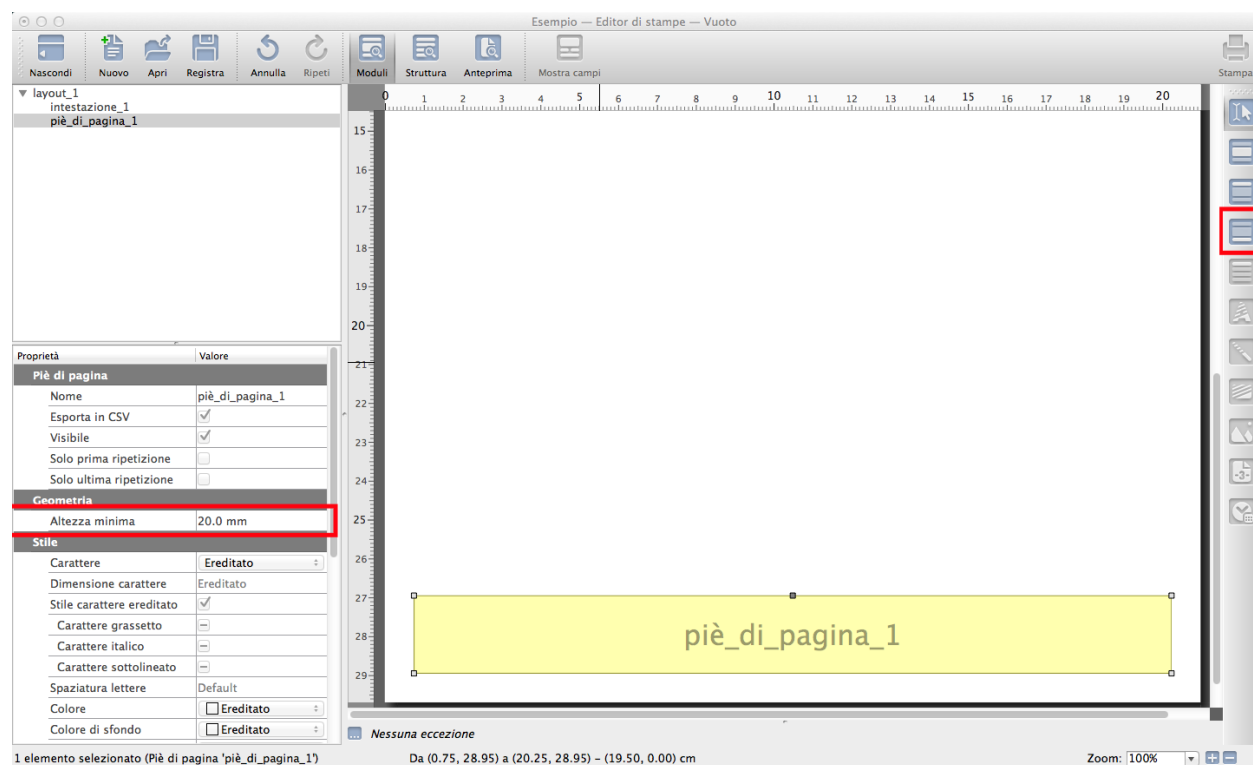 Esempio — Editor di stampe — Vuoto
Nascondi Nuovo Apri Registra Annulla Ripeti Moduli Struttura Anteprima Mostra campi Stampa
layout_1
intestazione_1
piè_di_pagina_1
0 1 2 3 4 5 6 7 8 9 10 11 12 13 14 15 16 17 18 19 20
15
16
17
18
19
20
21
22
23
24
25
26
27
28
29
Proprietà Valore
Piè di pagina
Nome piè_di_pagina_1
Esporta in CSV
Visibile
Solo prima ripetizione
Solo ultima ripetizione
Geometria
Altezza minima 20.0 mm
Stile
Carattere Ereditato
Dimensione carattere Ereditato
Stile carattere ereditato
Carattere grassetto
Carattere italico
Carattere sottolineato
Spaziatura lettere Default
Colore Ereditato
Colore di sfondo Ereditato
piè_di_pagina_1
-3-
Nessuna eccezione
1 elemento selezionato (Piè di pagina 'piè_di_pagina_1') Da (0.75, 28.95) a (20.25, 28.95) – (19.50, 0.00) cm Zoom: 100%